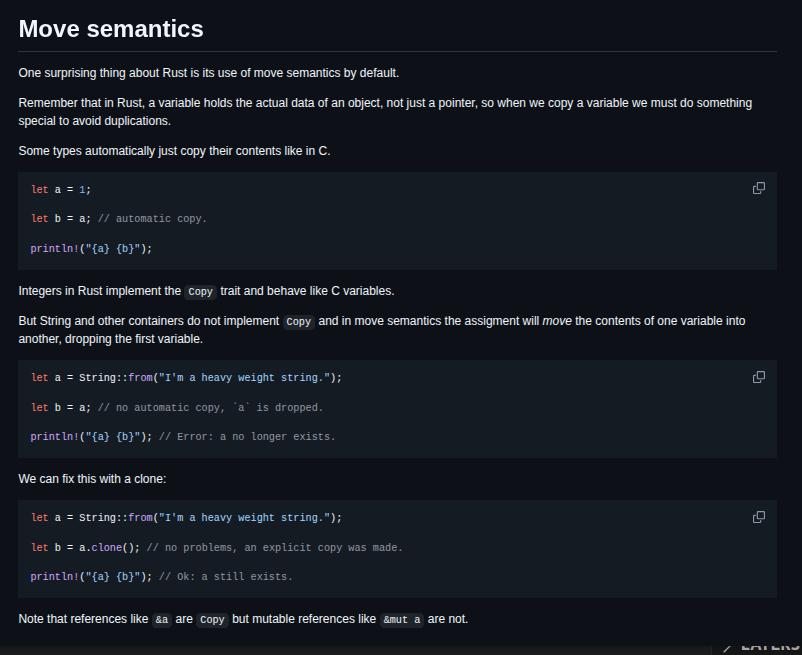 Move semantics
One surprising thing about Rust is its use of move semantics by default.
Remember that in Rust, a variable holds the actual data of an object, not just a pointer, so when we copy a variable we must do something
special to avoid duplications.
Some types automatically just copy their contents like in C.
let a = 1;
let b = a; // automatic copy.
println!("{a} {b}");
Integers in Rust implement the Copy trait and behave like C variables.
But String and other containers do not implement Copy and in move semantics the assigment will move the contents of one variable into
another, dropping the first variable.
let a = String::from("I'm a heavy weight string.");
let b = a; // no automatic copy, `a` is dropped.
println!("{a} {b}"); // Error: a no longer exists.
We can fix this with a clone:
let a = String::from("I'm a heavy weight string.");
let b = a.clone(); // no problems, an explicit copy was made.
println!("{a} {b}"); // Ok: a still exists.
Note that references like &a are Copy but mutable references like &mut a are not.
LAYERS